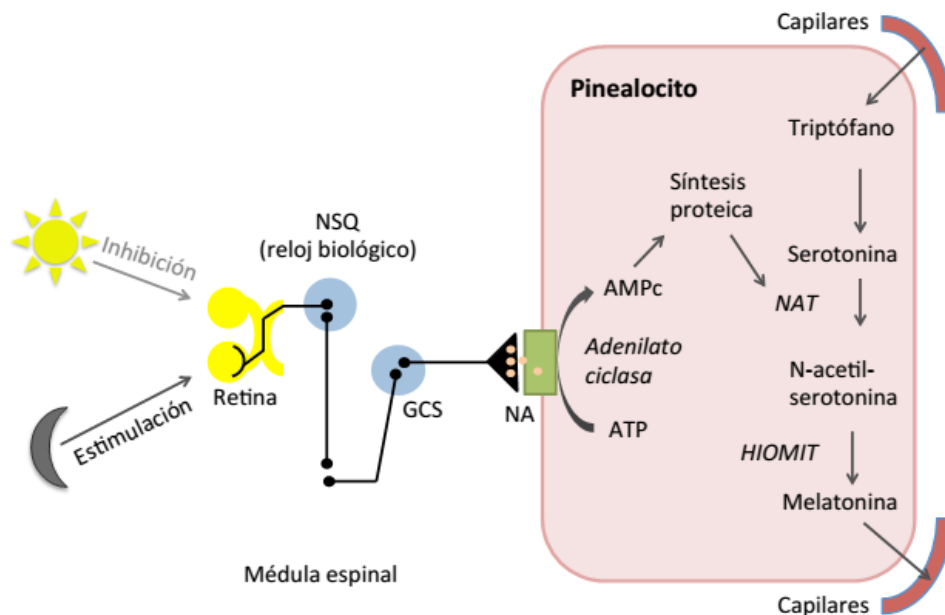 Capilares
Pinealocito
Triptófano
Síntesis
proteica
NSQ
(reloj biológico)
Inhibición
Serotonina
AMPc
NAT
Adenilato
ciclasa
N-acetil-
serotonina
Retina
GCS
NA
ATP
Estimulación
HIOMIT
Melatonina
Médula espinal
Capilares